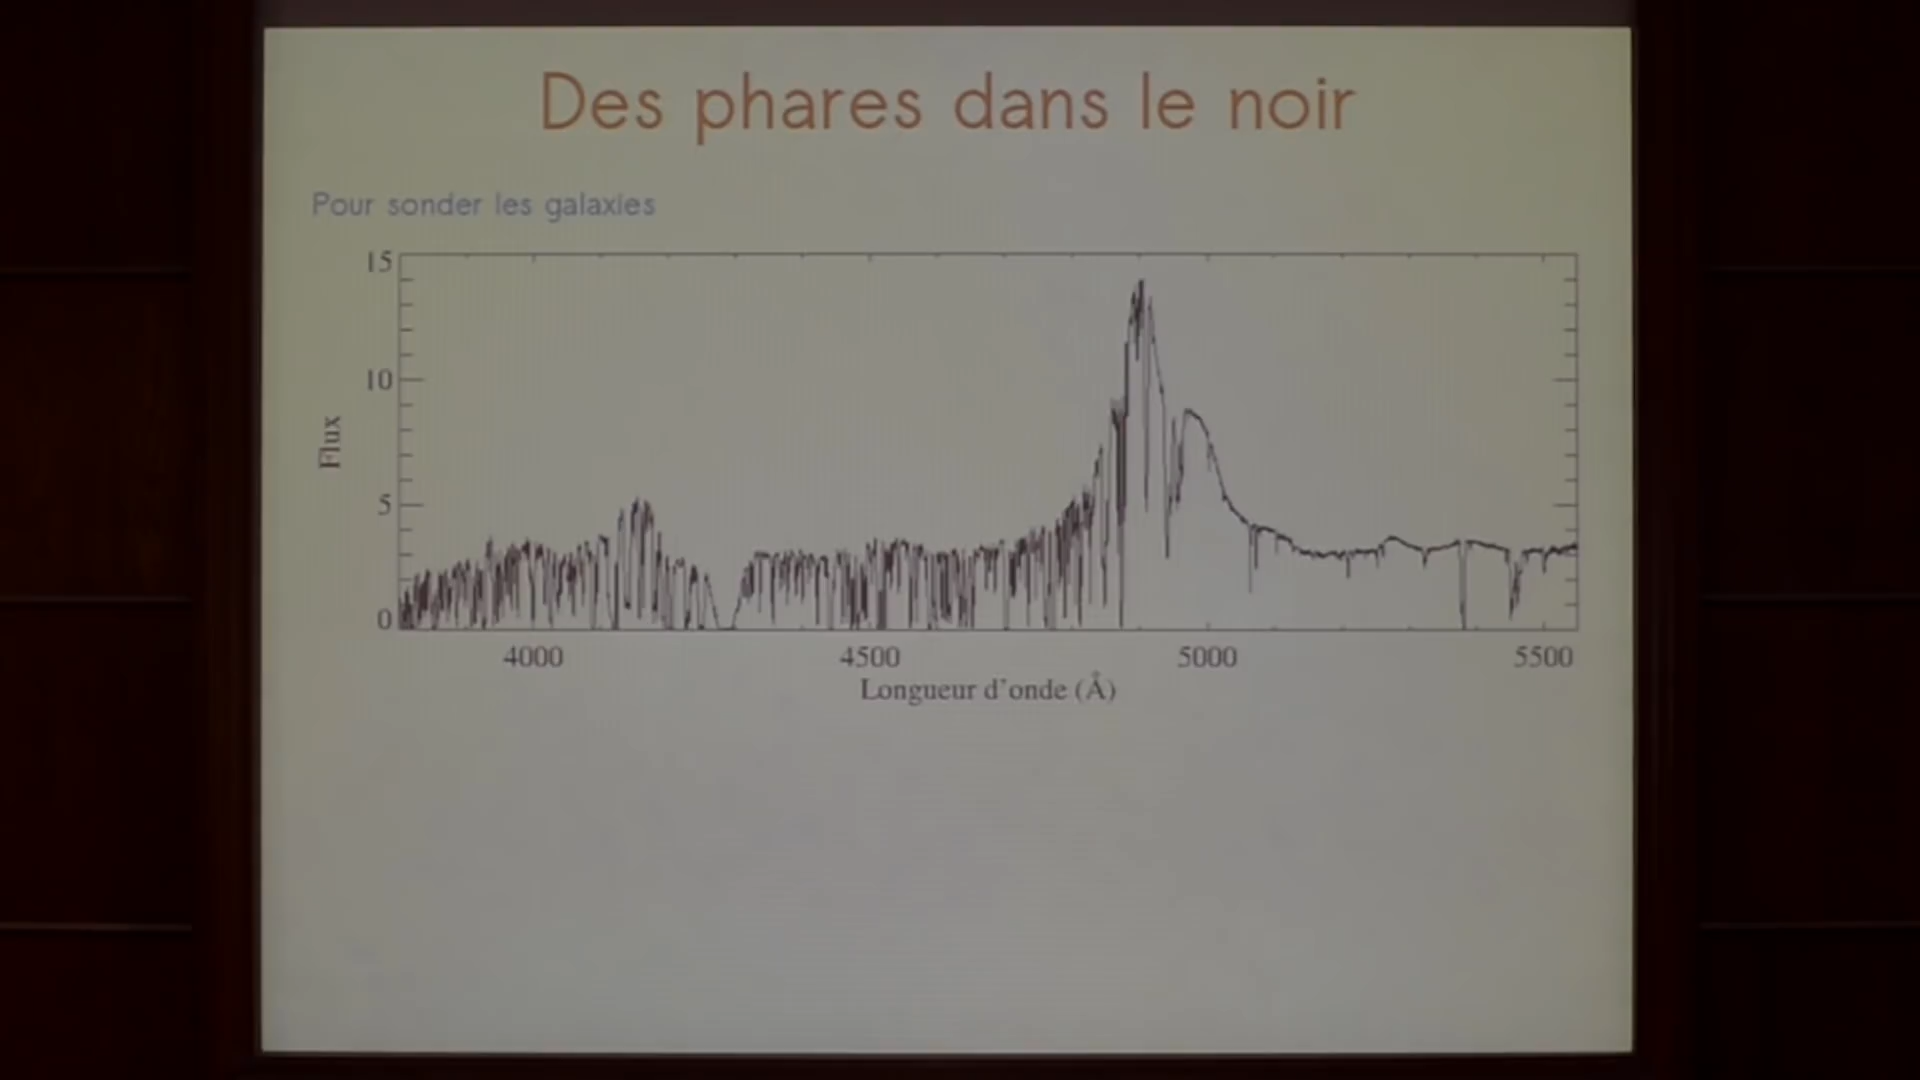 Des phares dans le noir
Pour sonder les galaxies
15
10
5
0
Flux
4000 4500 5000 5500
Longueur d'onde (Å)